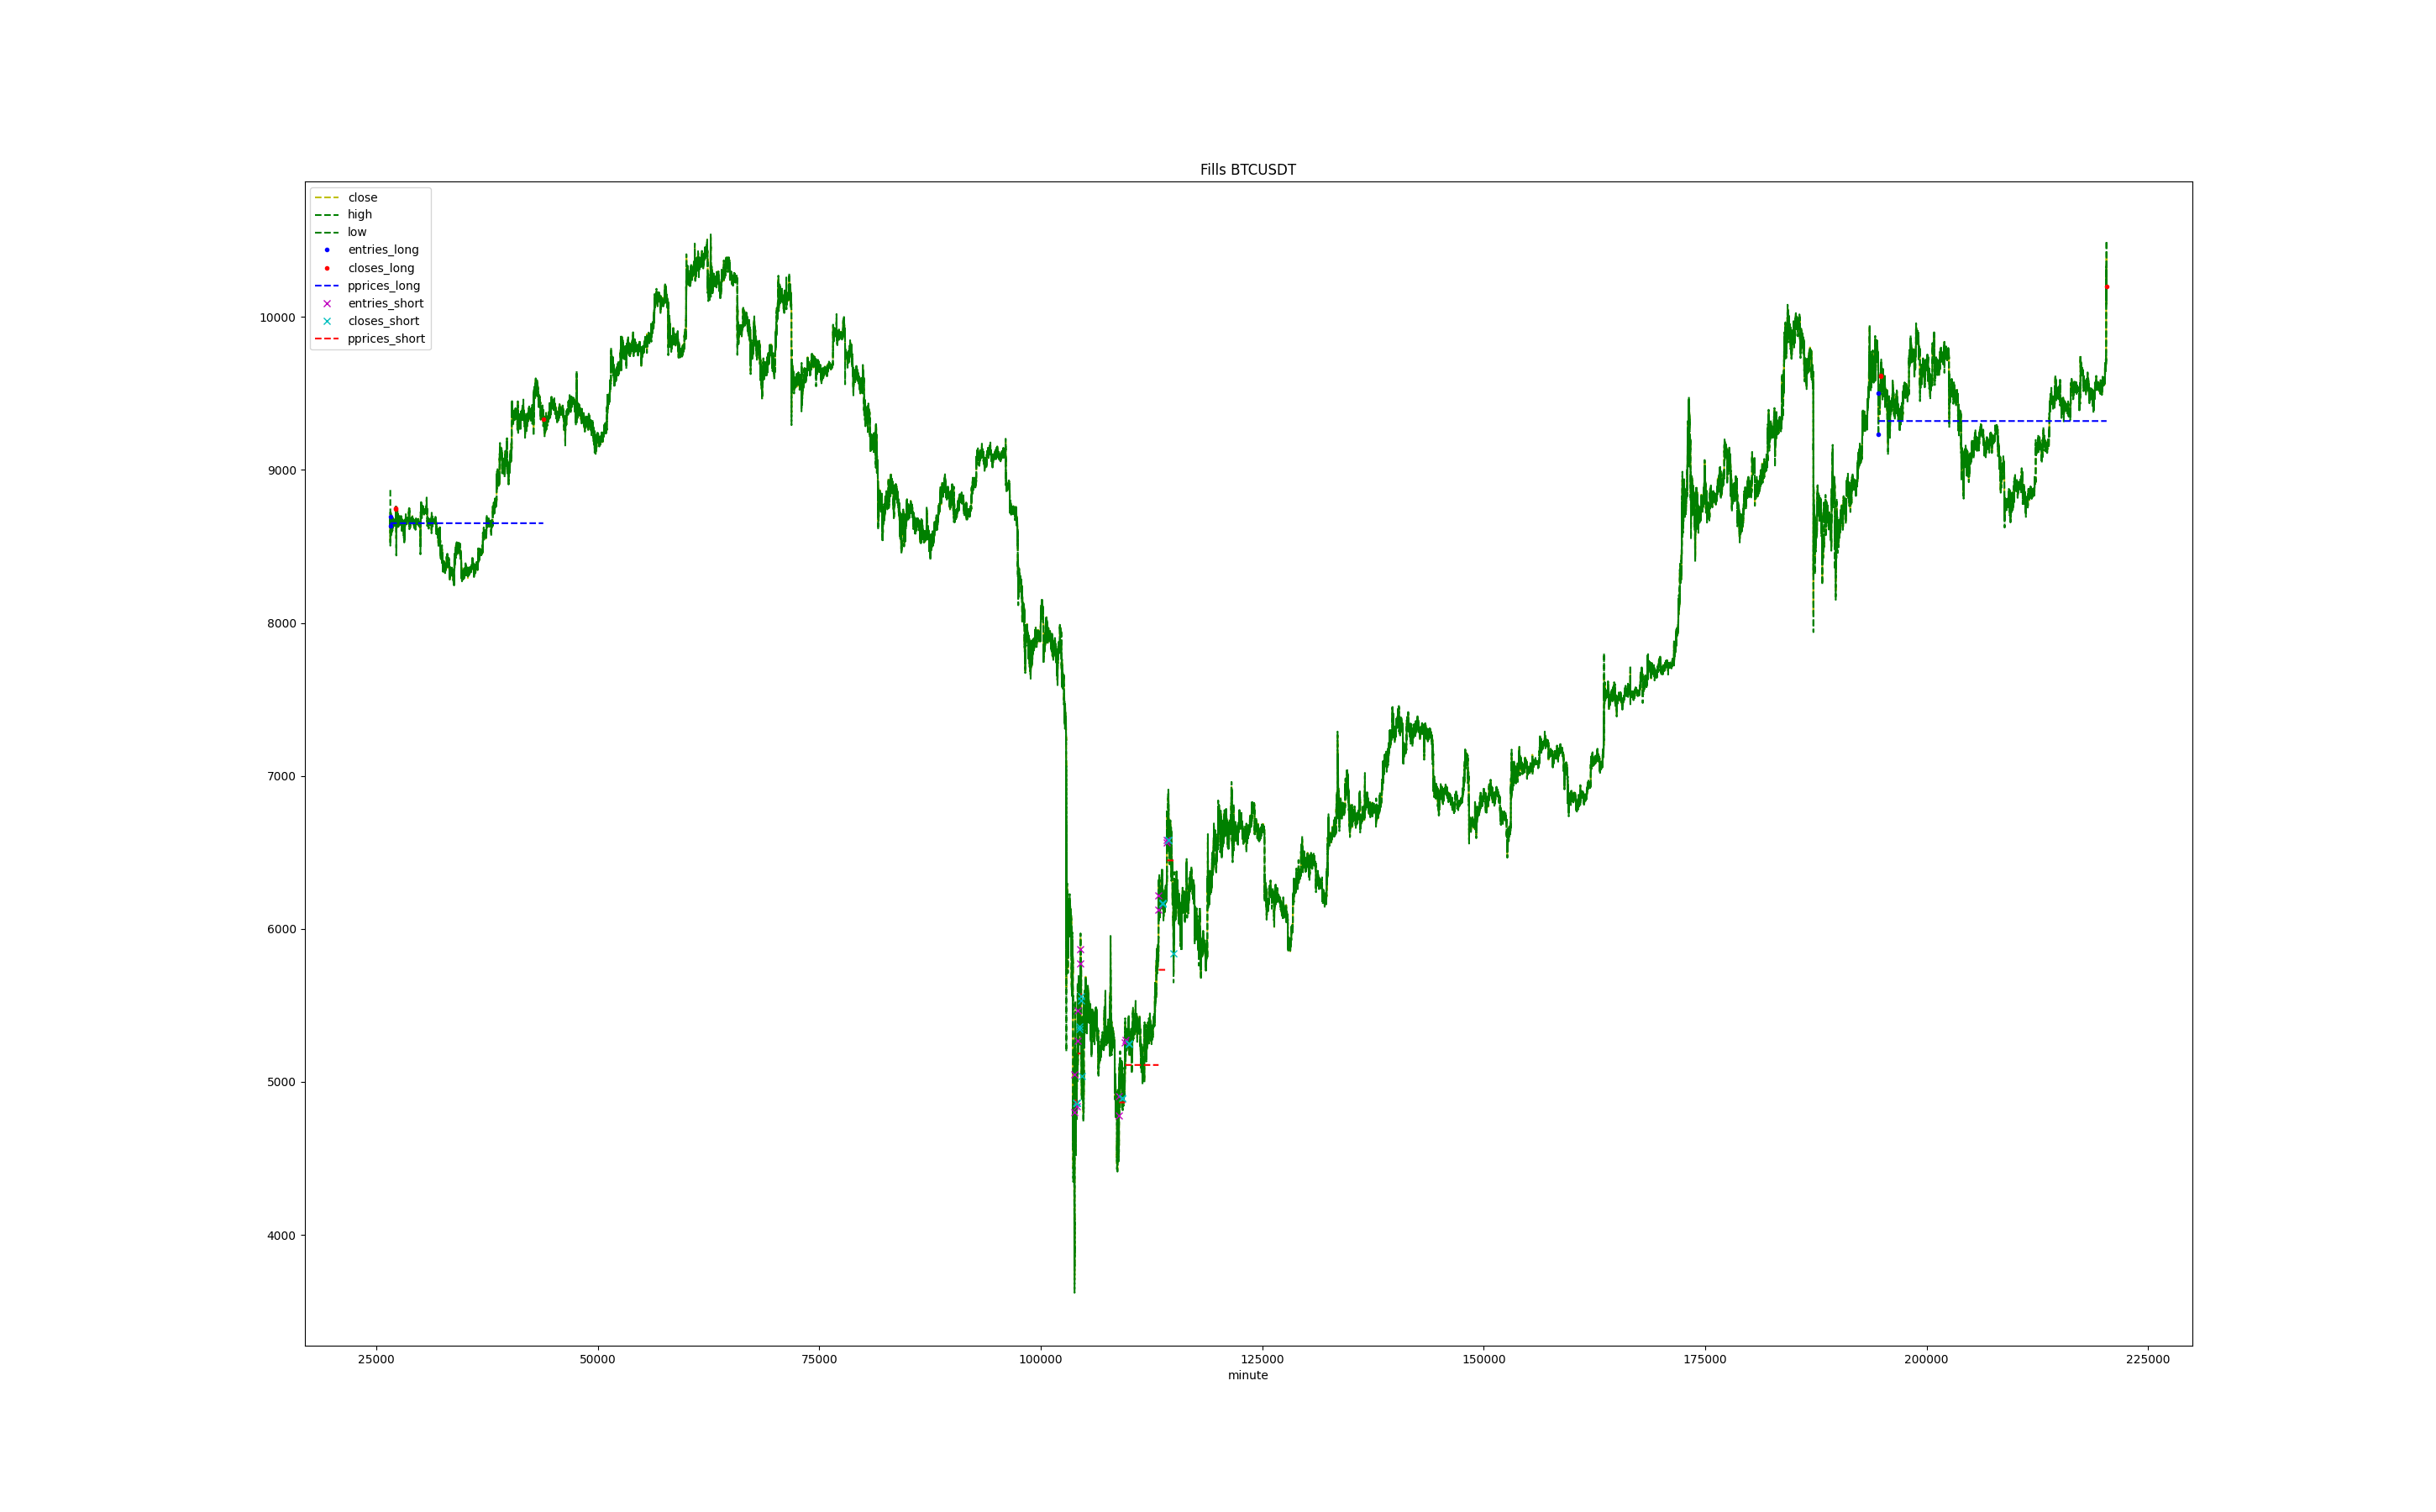 Fills BTCUSDT
close
high
low
entries_long
closes_long
pprices_long
entries_short
closes_short
pprices_short
10000
9000
8000
7000
6000
5000
4000
25000 50000 75000 100000 125000 150000 175000 200000 225000
minute